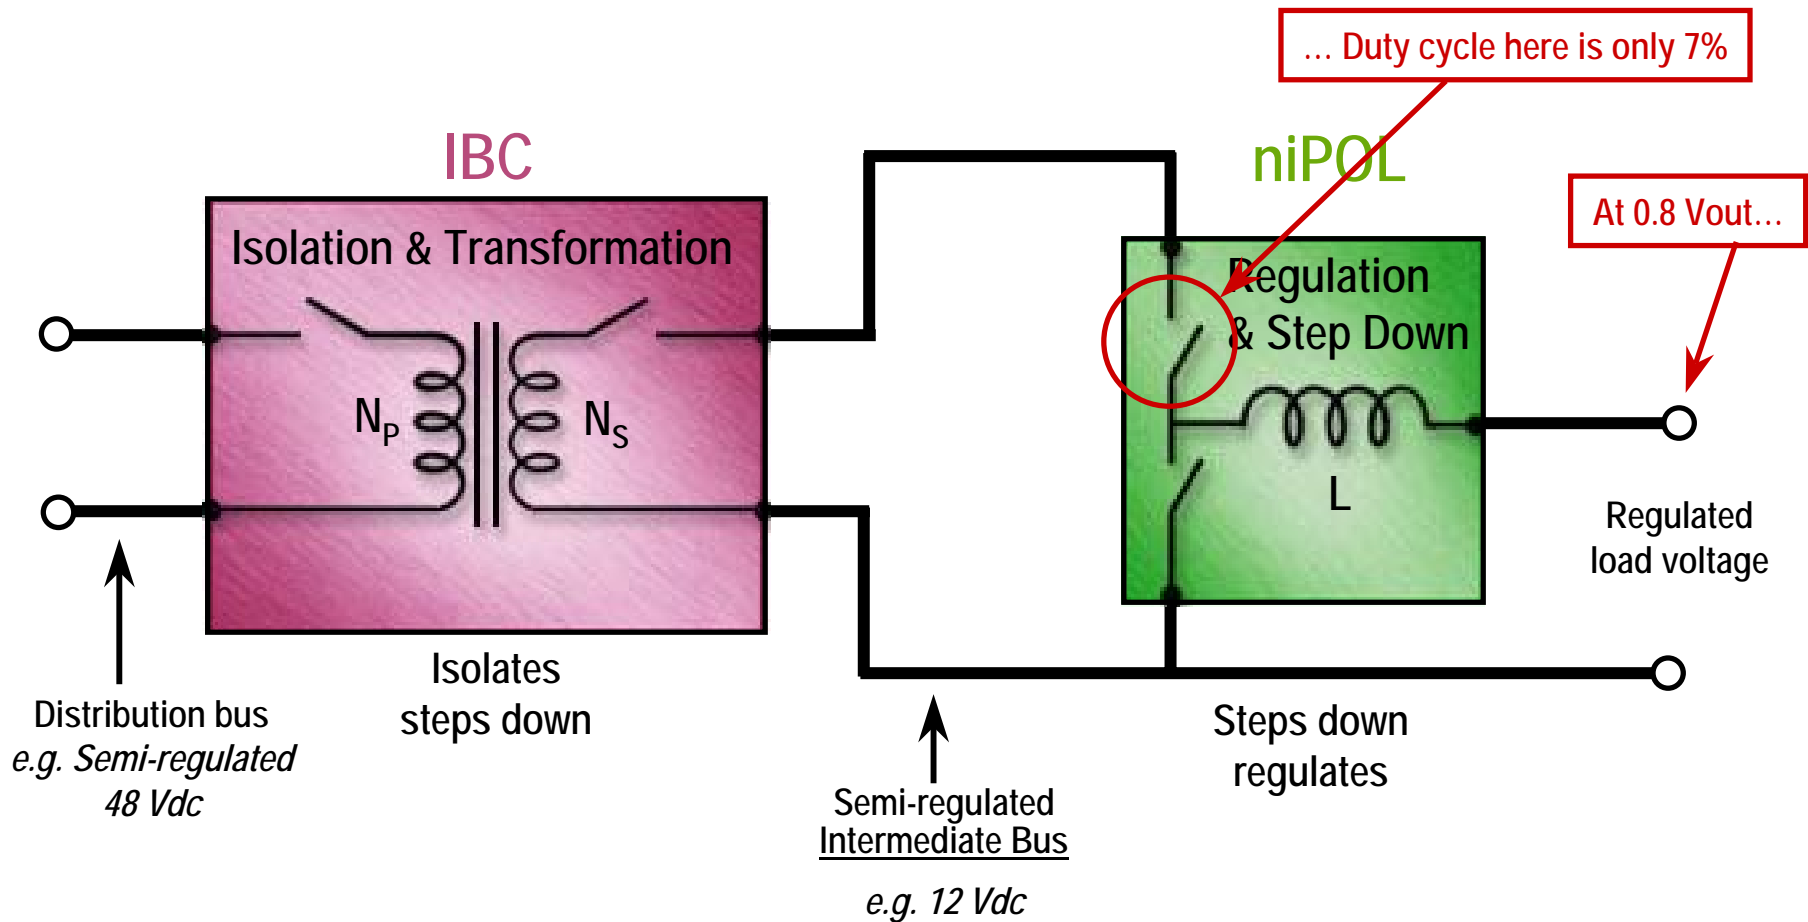 ... Duty cycle here is only 7%
IBC
niPOL
At 0.8 Vout...
Isolation & Transformation
Regulation
& Step Down
NP
NS
L
Regulated
load voltage
Isolates
steps down
Distribution bus
e.g. Semi-regulated
48 Vdc
Steps down
regulates
Semi-regulated
Intermediate Bus
e.g. 12 Vdc